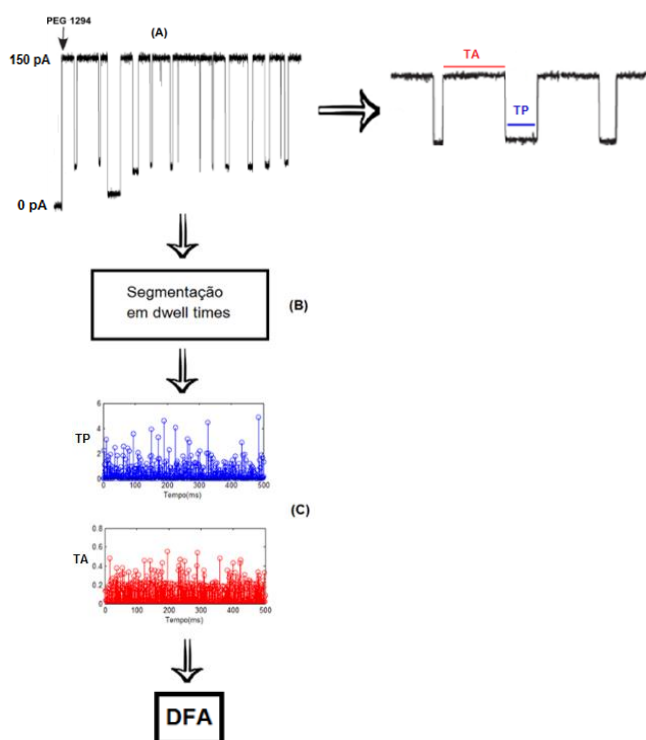 PEG 1294
(A)
150 pA
0 pA
TA
TP
Segmentação
em dwell times
(B)
TP
6
4
2
0
0 100 200 300 400 500
Tempo(ms)
(C)
TA
0.8
0.6
0.4
0.2
0
0 100 200 300 400 500
Tempo(ms)
DFA